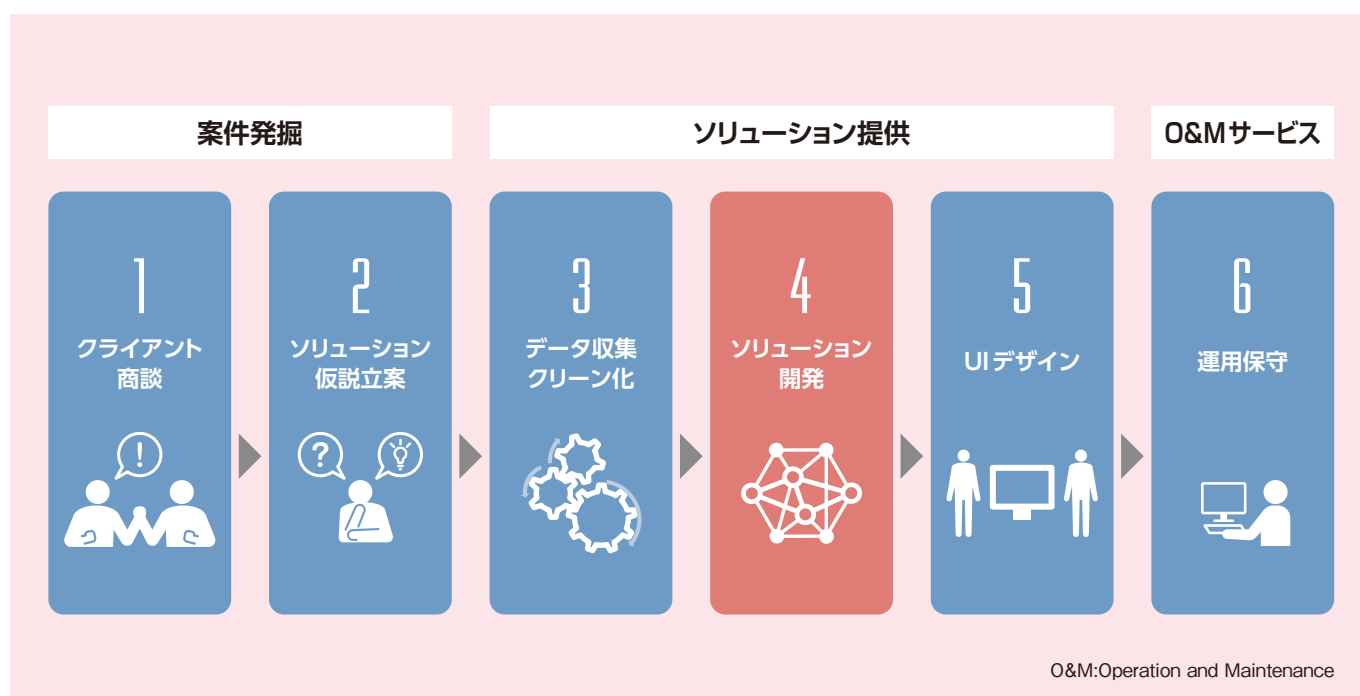 案件発掘
ソリューション提供
O&Mサービス
1
クライアント
商談
!
2
ソリューション
仮説立案
?
3
データ収集
クリーン化
4
ソリューション
開発
5
UIデザイン
6
運用保守
O&M:Operation and Maintenance